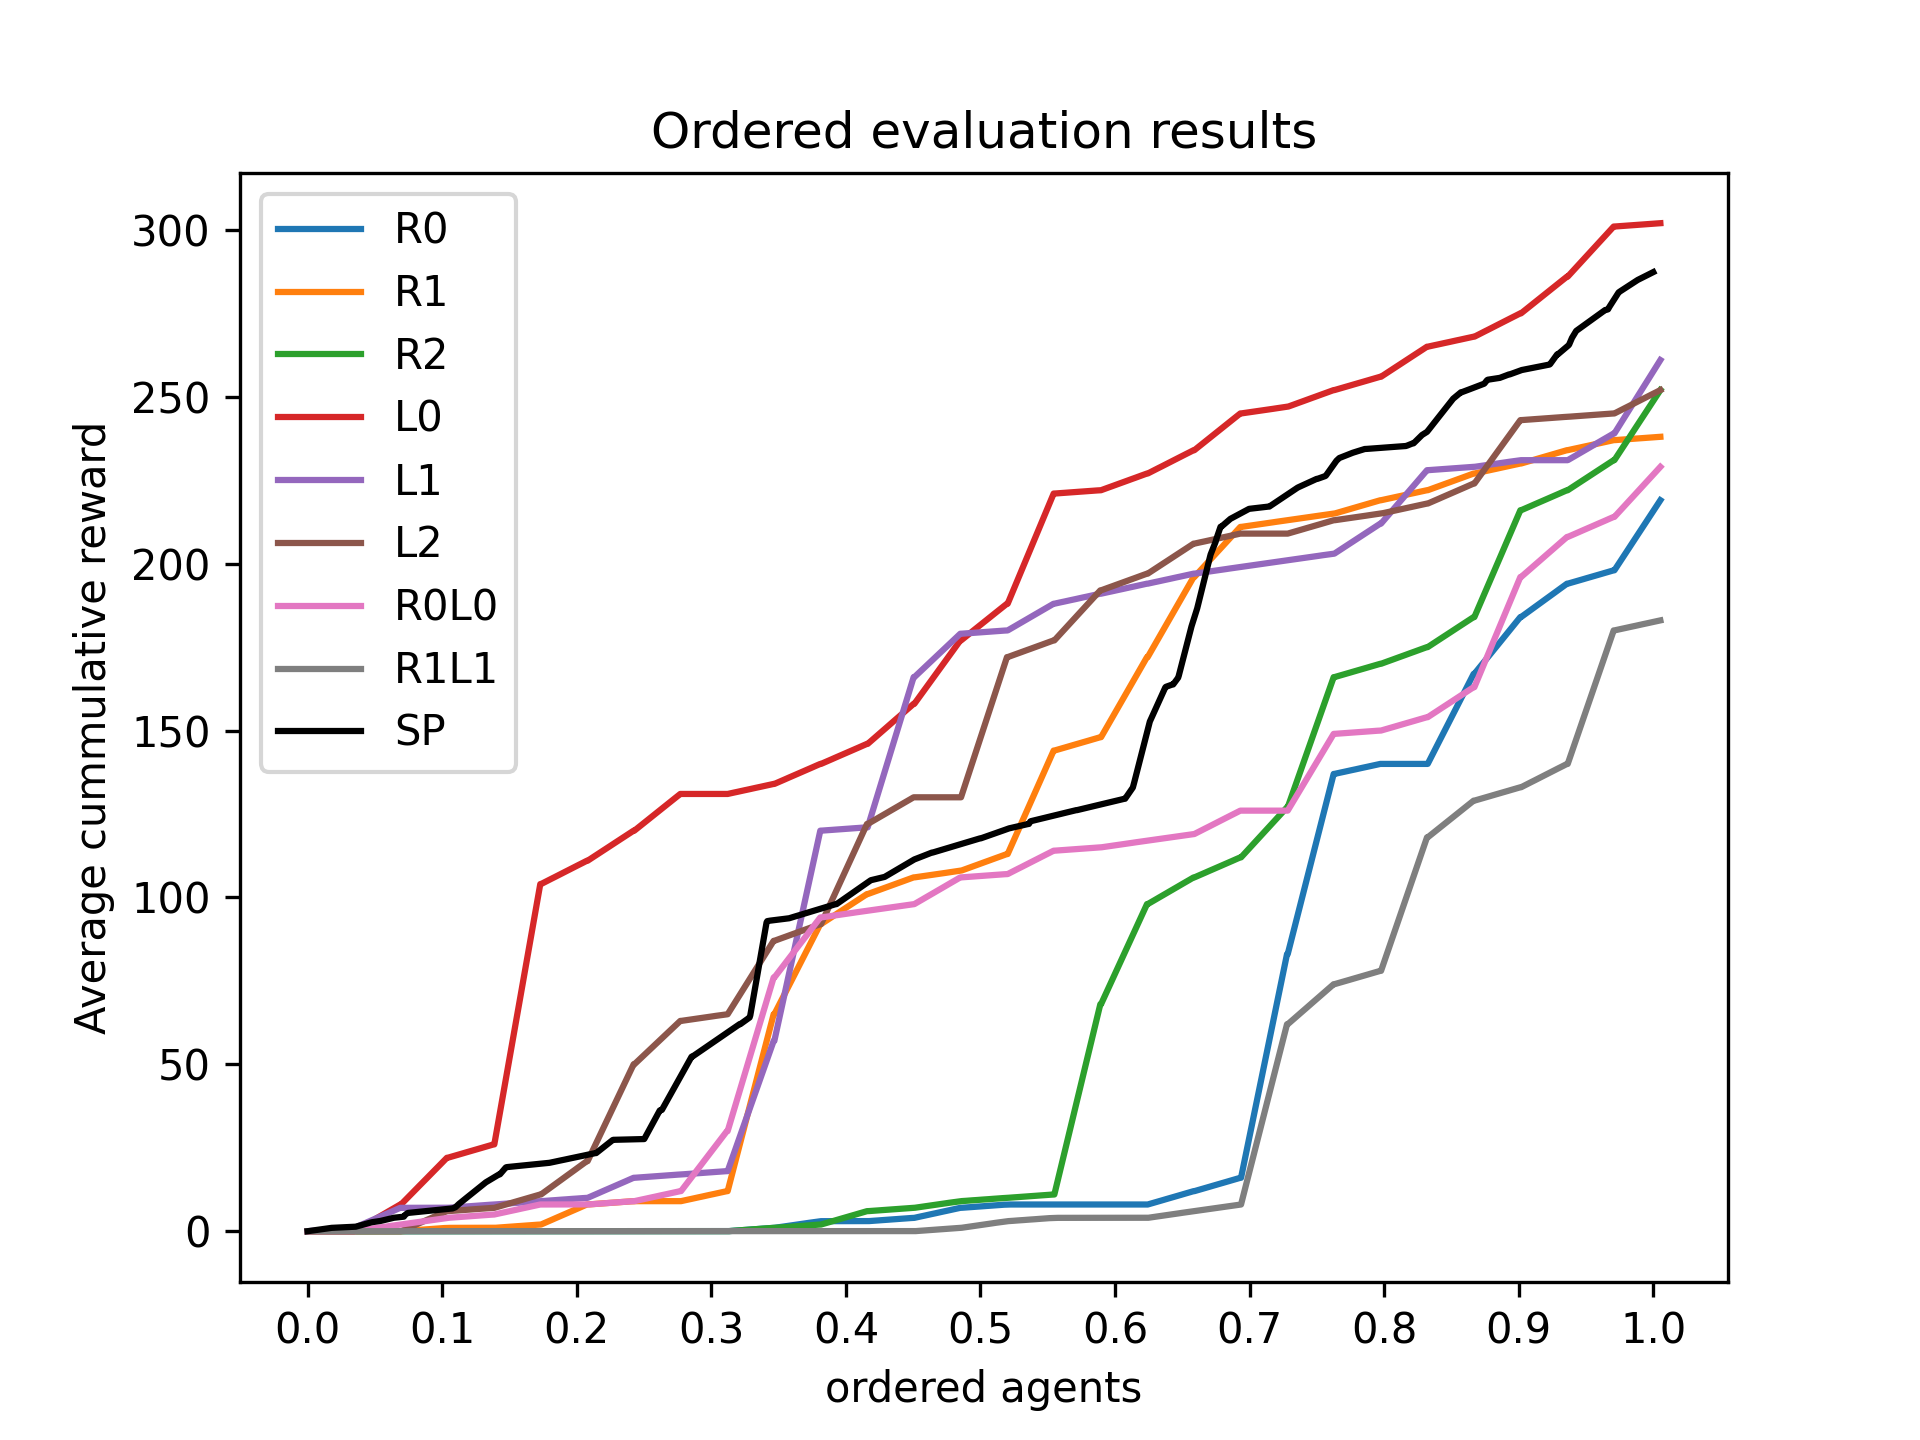 Ordered evaluation results
R0
R1
R2
L0
L1
L2
R0L0
R1L1
SP
300
250
200
150
100
50
0
Average cummulative reward
0.0 0.1 0.2 0.3 0.4 0.5 0.6 0.7 0.8 0.9 1.0
ordered agents